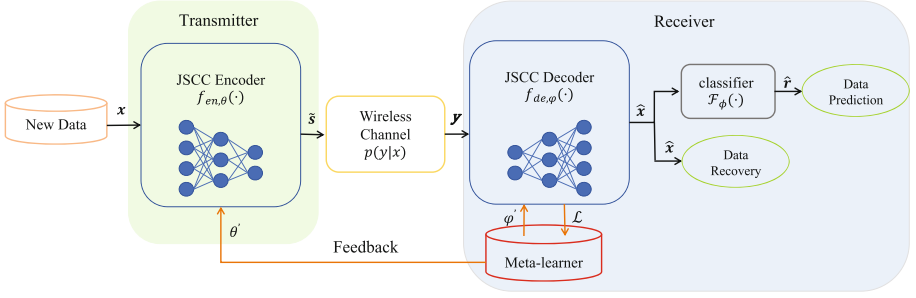 Transmitter
Receiver
JSCC Encoder
f_{en,θ}(·)
JSCC Decoder
f_{de,φ}(·)
New Data
x
s̃
Wireless
Channel
p(y|x)
y
x̂
classifier
ℱ_ϕ(·)
r̂
Data
Prediction
x̂
Data
Recovery
θ'
Feedback
φ'
ℒ
Meta-learner